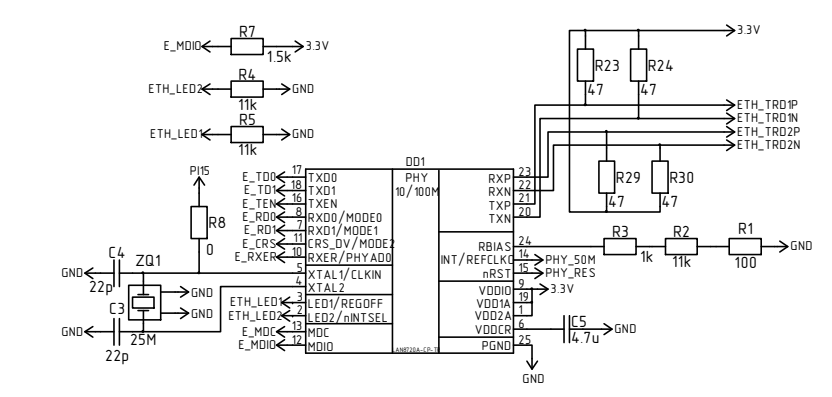 3.3V
R7
E_MDIO
3.3V
1.5k
R23
R24
R4
ETH_LED2
GND
11k
47
47
ETH_TRD1P
R5
ETH_TRD1N
ETH_LED1
GND
ETH_TRD2P
11k
ETH_TRD2N
DD1
PI15
E_TD0 17 TXD0
PHY
RXP 23
E_TD1 18 TXD1
10/100M
RXN 22
R29
R30
E_TEN 16 TXEN
TXP 21
E_RD0 8 RXD0/MODE0
TXN 20
47
47
R8
E_RD1 7 RXD1/MODE1
E_CRS 11 CRS_DV/MODE2
RBIAS 24
R3
R2
R1
GND
0
E_RXER 10 RXER/PHYAD0
INT/REFCLKO 14 PHY_50M
1k
11k
100
C4
ZQ1
GND
5 XTAL1/CLKIN
nRST 15 PHY_RES
22p
4 XTAL2
VDDIO 9 3.3V
GND
C3
ETH_LED1 3 LED1/REGOFF
VDD1A 19
GND
ETH_LED2 2 LED2/nINTSEL
VDD2A 1
GND
E_MDC 13 MDC
VDDCR 6
C5
GND
25M
4.7u
22p
E_MDIO 12 MDIO
LAN8720A-CP-TR
PGND 25
GND